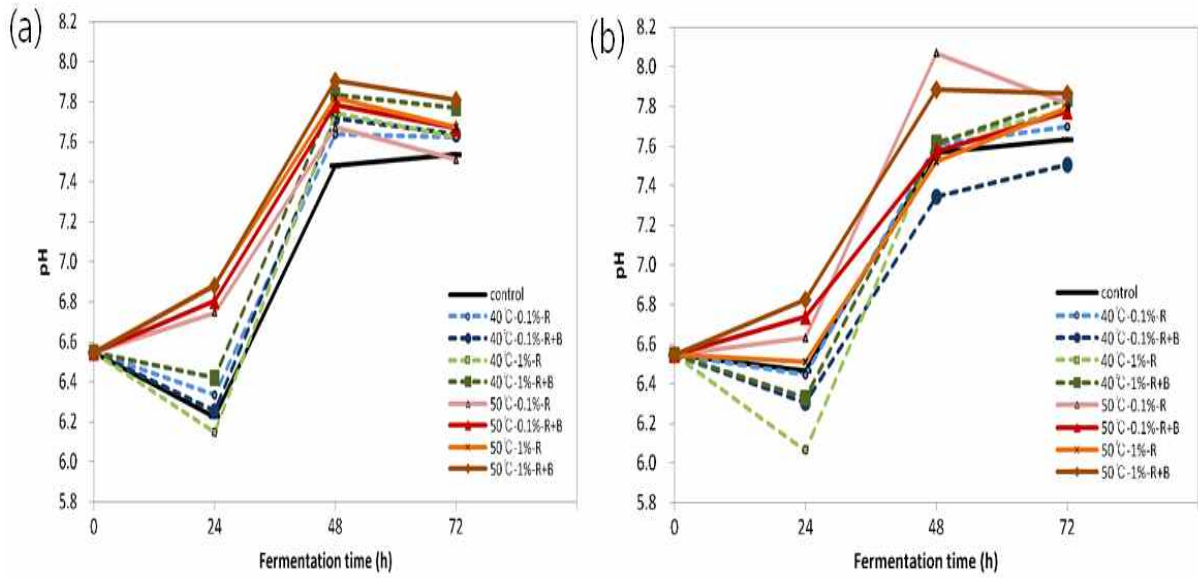 (a)
8.2
8.0
7.8
7.6
7.4
7.2
7.0
6.8
6.6
6.4
6.2
6.0
5.8
pH
0 24 48 72
Fermentation time (h)
control
40℃-0.1%-R
40℃-0.1%-R+B
40℃-1%-R
40℃-1%-R+B
50℃-0.1%-R
50℃-0.1%-R+B
50℃-1%-R
50℃-1%-R+B
(b)
8.2
8.0
7.8
7.6
7.4
7.2
7.0
6.8
6.6
6.4
6.2
6.0
5.8
pH
0 24 48 72
Fermentation time (h)
control
40℃-0.1%-R
40℃-0.1%-R+B
40℃-1%-R
40℃-1%-R+B
50℃-0.1%-R
50℃-0.1%-R+B
50℃-1%-R
50℃-1%-R+B